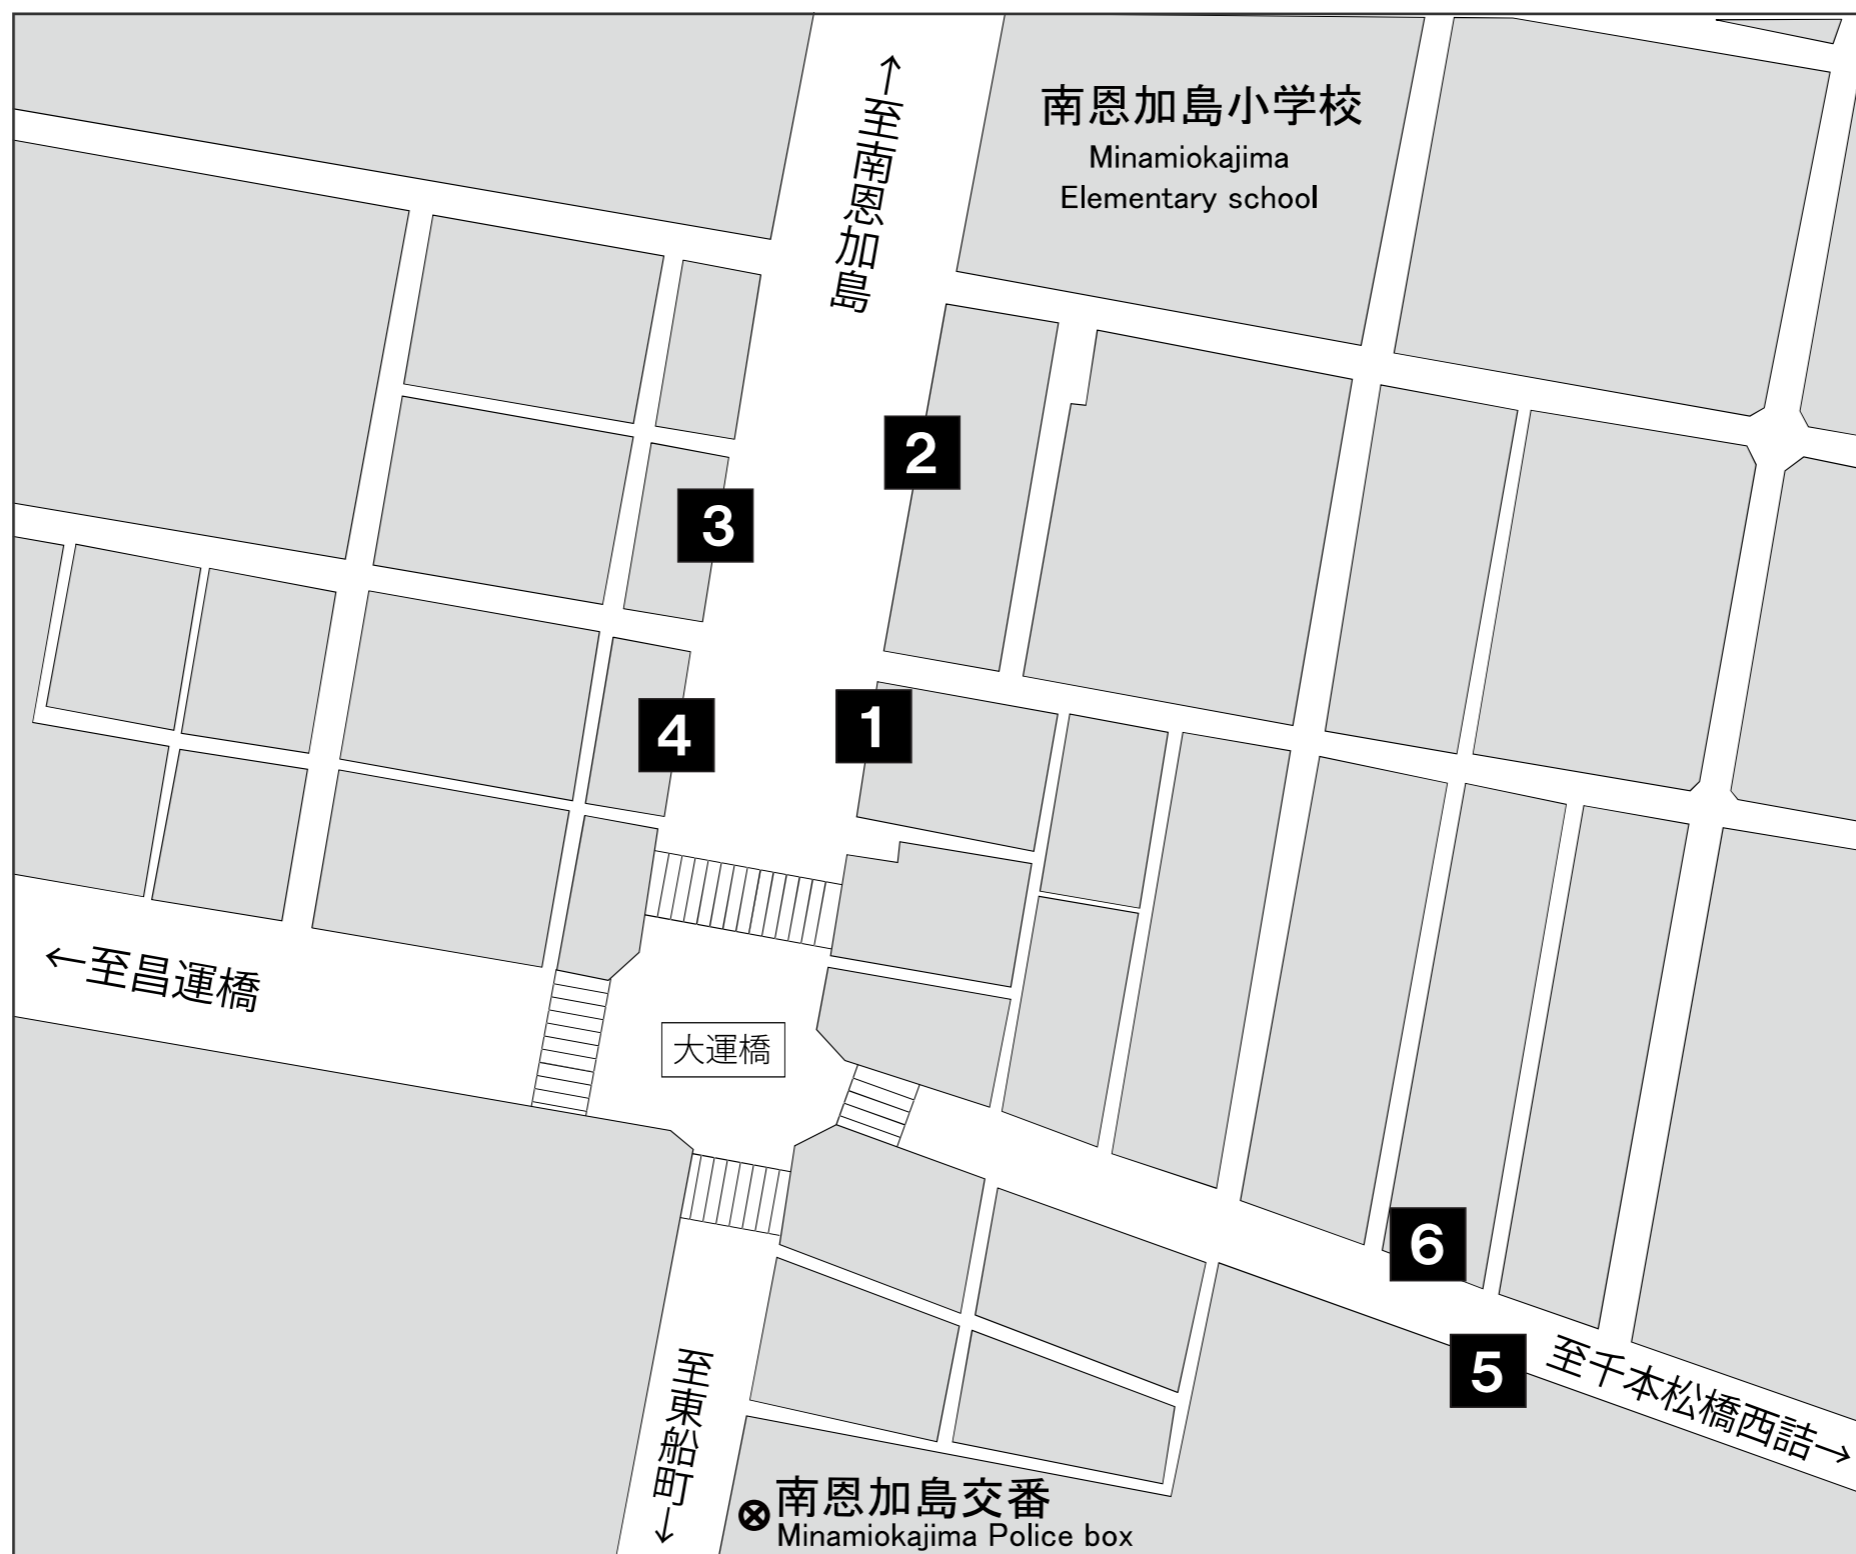 ↑至南恩加島
南恩加島小学校
Minamiokajima
Elementary school
2
3
1
4
←至昌運橋
大運橋
6
5
至千本松橋西詰→
至東船町→
南恩加島交番
Minamiokajima Police box